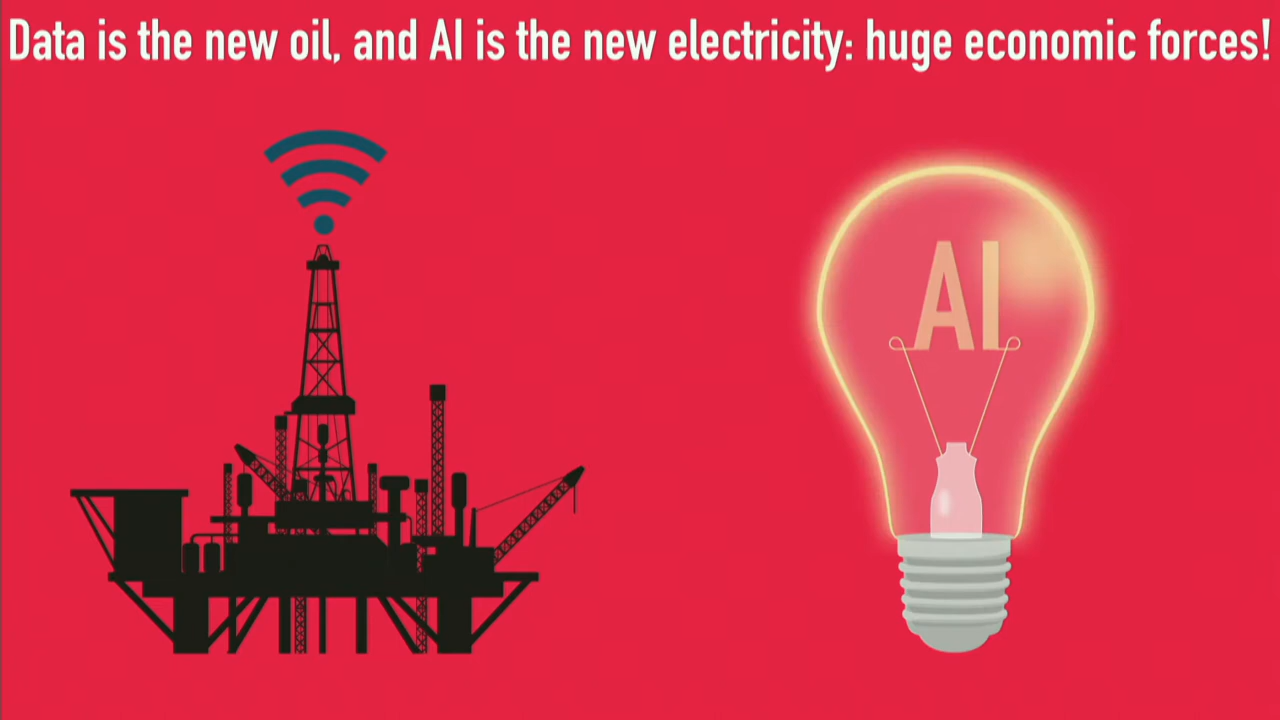 Data is the new oil, and AI is the new electricity: huge economic forces!
AI